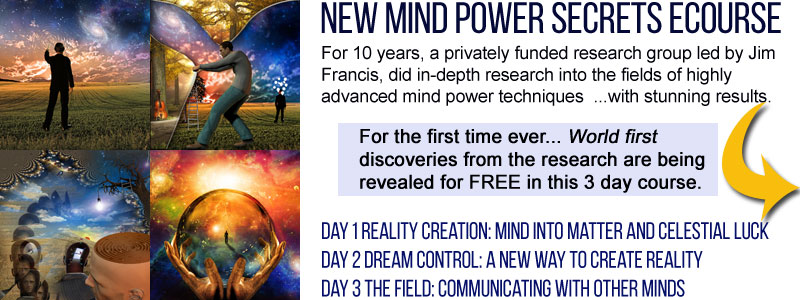 NEW MIND POWER SECRETS ECOURSE
For 10 years, a privately funded research group led by Jim
Francis, did in-depth research into the fields of highly
advanced mind power techniques ...with stunning results.
For the first time ever... World first
discoveries from the research are being
revealed for FREE in this 3 day course.
DAY 1 REALITY CREATION: MIND INTO MATTER AND CELESTIAL LUCK
DAY 2 DREAM CONTROL: A NEW WAY TO CREATE REALITY
DAY 3 THE FIELD: COMMUNICATING WITH OTHER MINDS